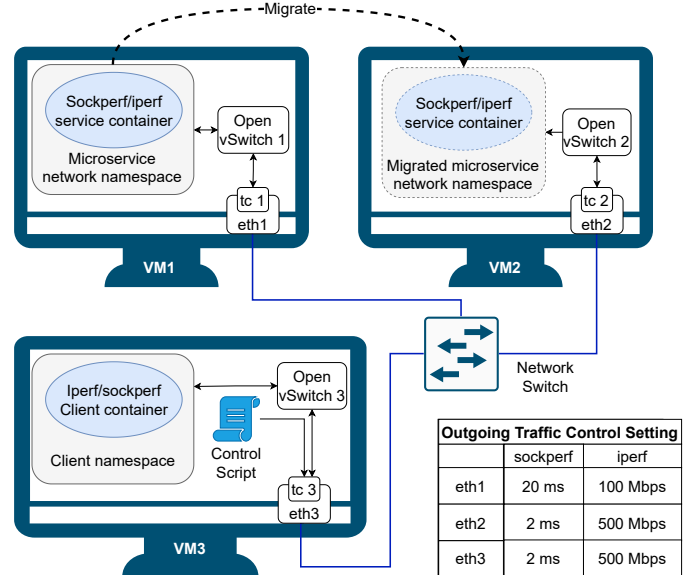 Migrate
Sockperf/iperf
service container
Microservice
network namespace
Open
vSwitch 1
tc 1
eth1
VM1
Sockperf/iperf
service container
Migrated microservice
network namespace
Open
vSwitch 2
tc 2
eth2
VM2
Network
Switch
Iperf/sockperf
Client container
Client namespace
Open
vSwitch 3
Control
Script
tc 3
eth3
VM3
Outgoing Traffic Control Setting
sockperf iperf
eth1 20 ms 100 Mbps
eth2 2 ms 500 Mbps
eth3 2 ms 500 Mbps